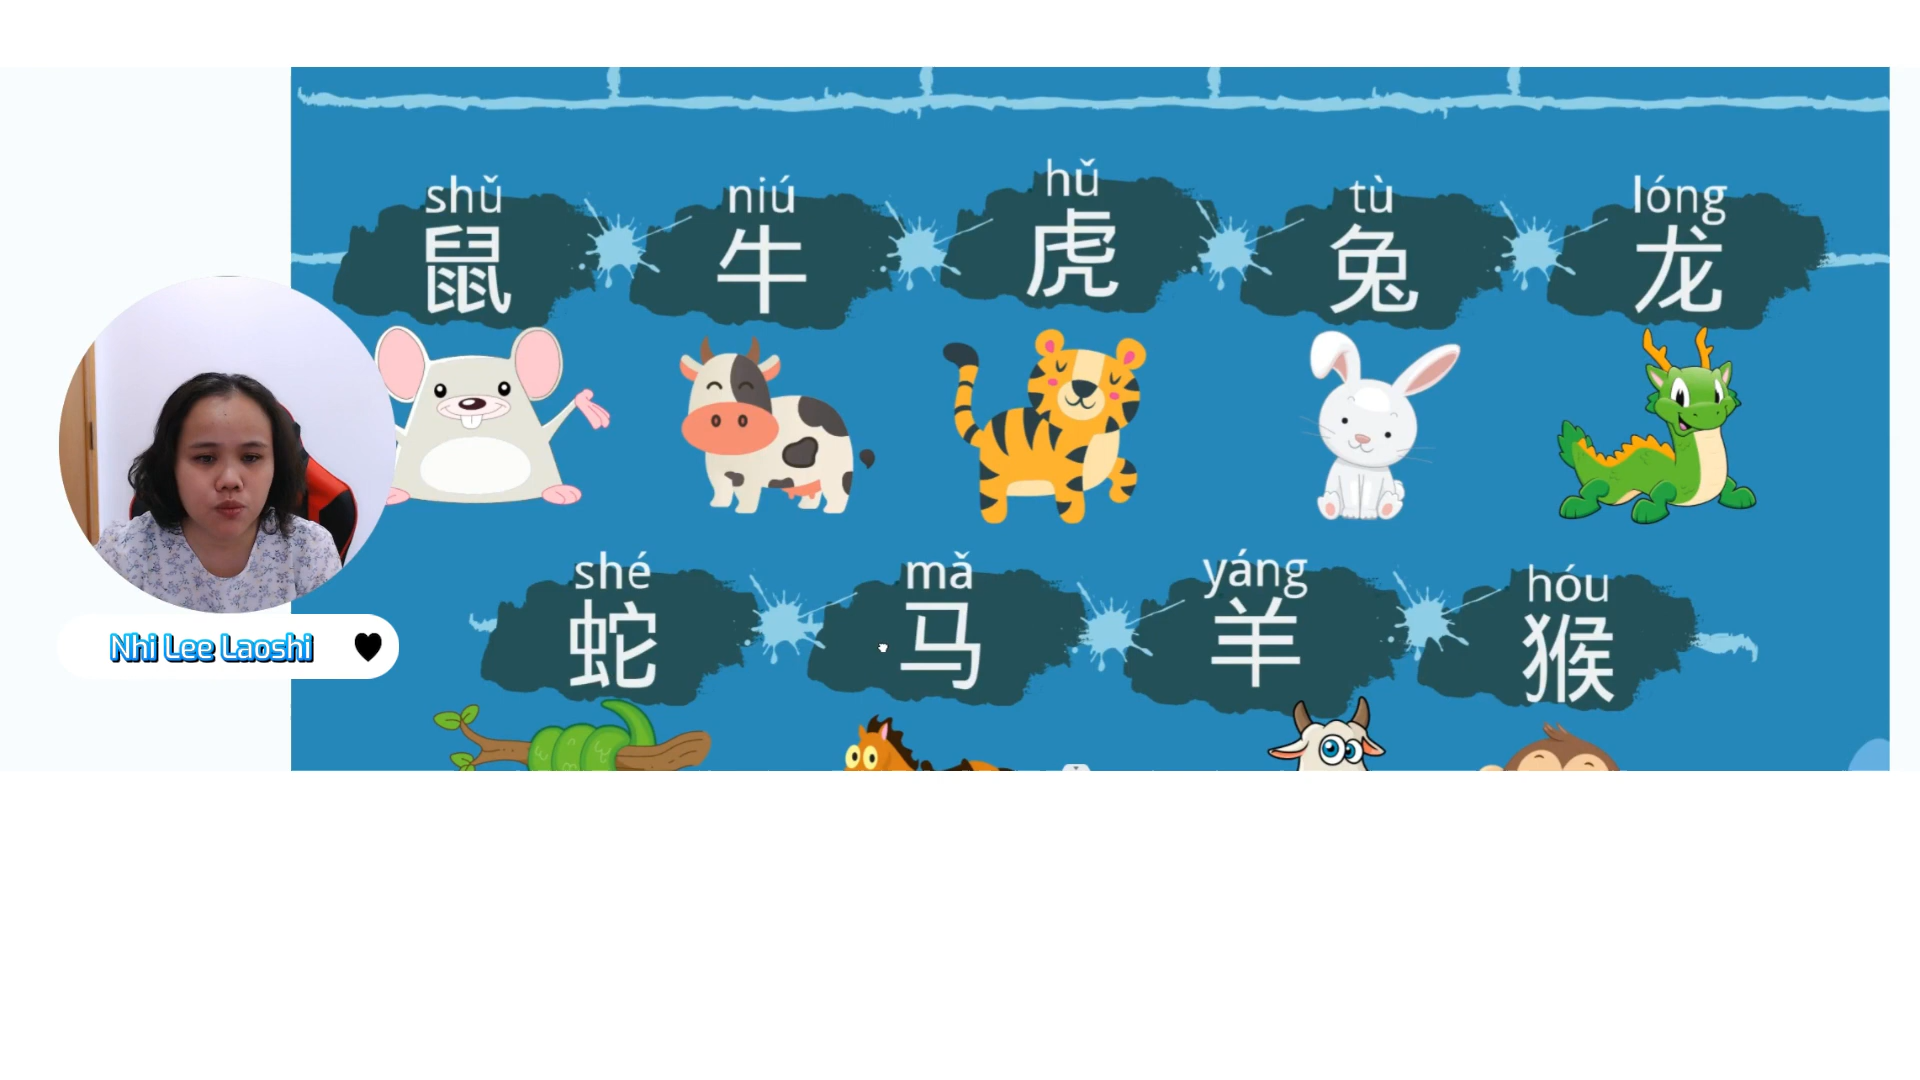 shǔ niú hǔ tù lóng
鼠 牛 虎 兔 龙
shé mǎ yáng hóu
蛇 马 羊 猴
Nhi Lee Laoshi